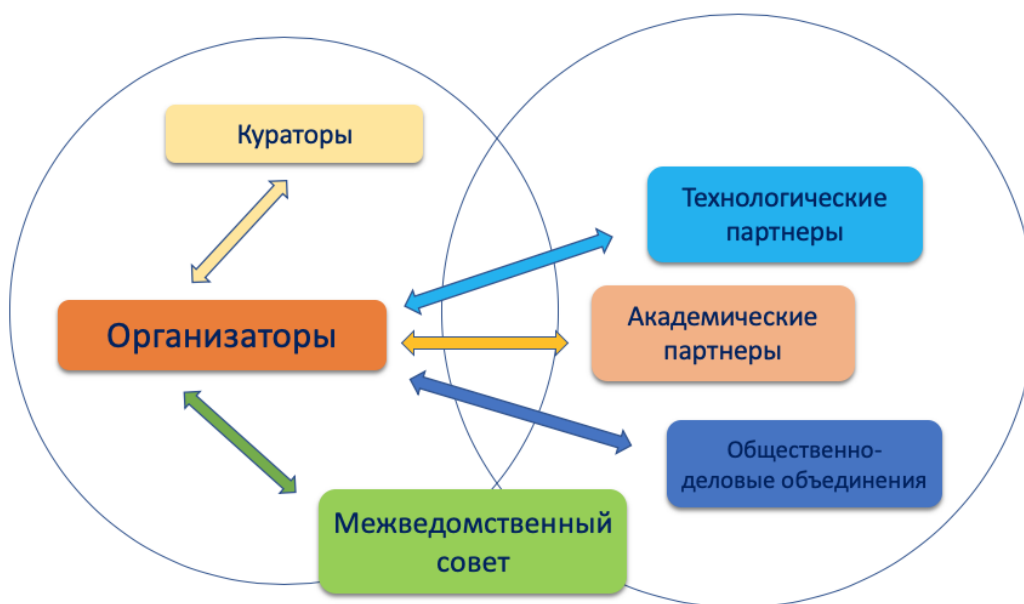 Кураторы
Технологические
партнеры
Организаторы
Академические
партнеры
Общественно-
деловые объединения
Межведомственный
совет